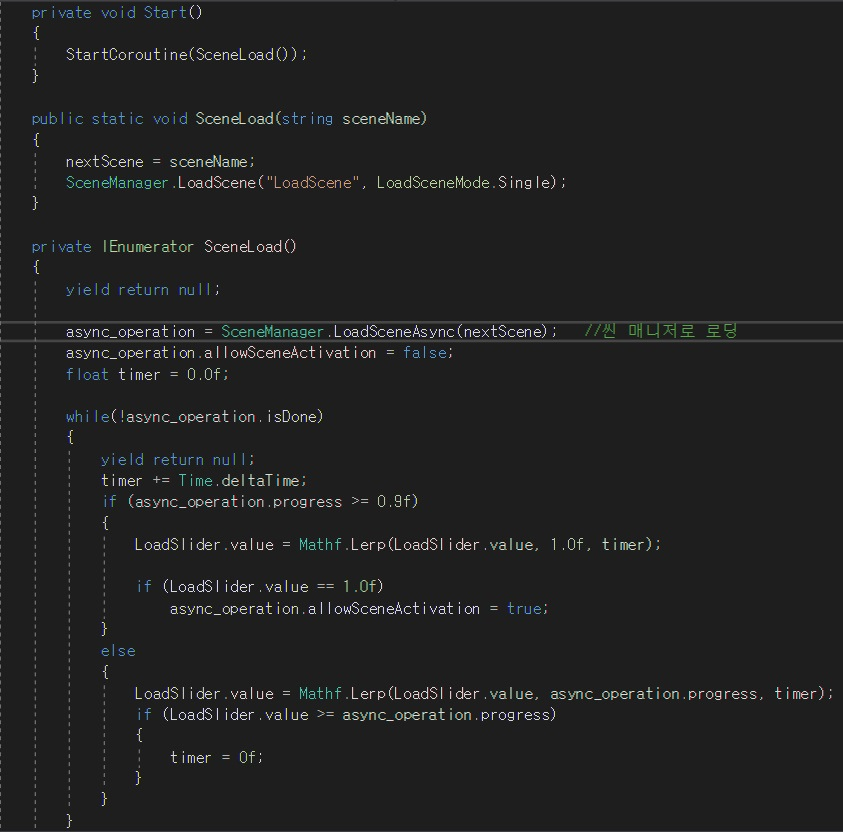 private void Start()
{
StartCoroutine(SceneLoad());
}
public static void SceneLoad(string sceneName)
{
nextScene = sceneName;
SceneManager.LoadScene("LoadScene", LoadSceneMode.Single);
}
private IEnumerator SceneLoad()
{
yield return null;
async_operation = SceneManager.LoadSceneAsync(nextScene); //씬 매니저로 로딩
async_operation.allowSceneActivation = false;
float timer = 0.0f;
while(!async_operation.isDone)
{
yield return null;
timer += Time.deltaTime;
if (async_operation.progress >= 0.9f)
{
LoadSlider.value = Mathf.Lerp(LoadSlider.value, 1.0f, timer);
if (LoadSlider.value == 1.0f)
async_operation.allowSceneActivation = true;
}
else
{
LoadSlider.value = Mathf.Lerp(LoadSlider.value, async_operation.progress, timer);
if (LoadSlider.value >= async_operation.progress)
{
timer = 0f;
}
}
}